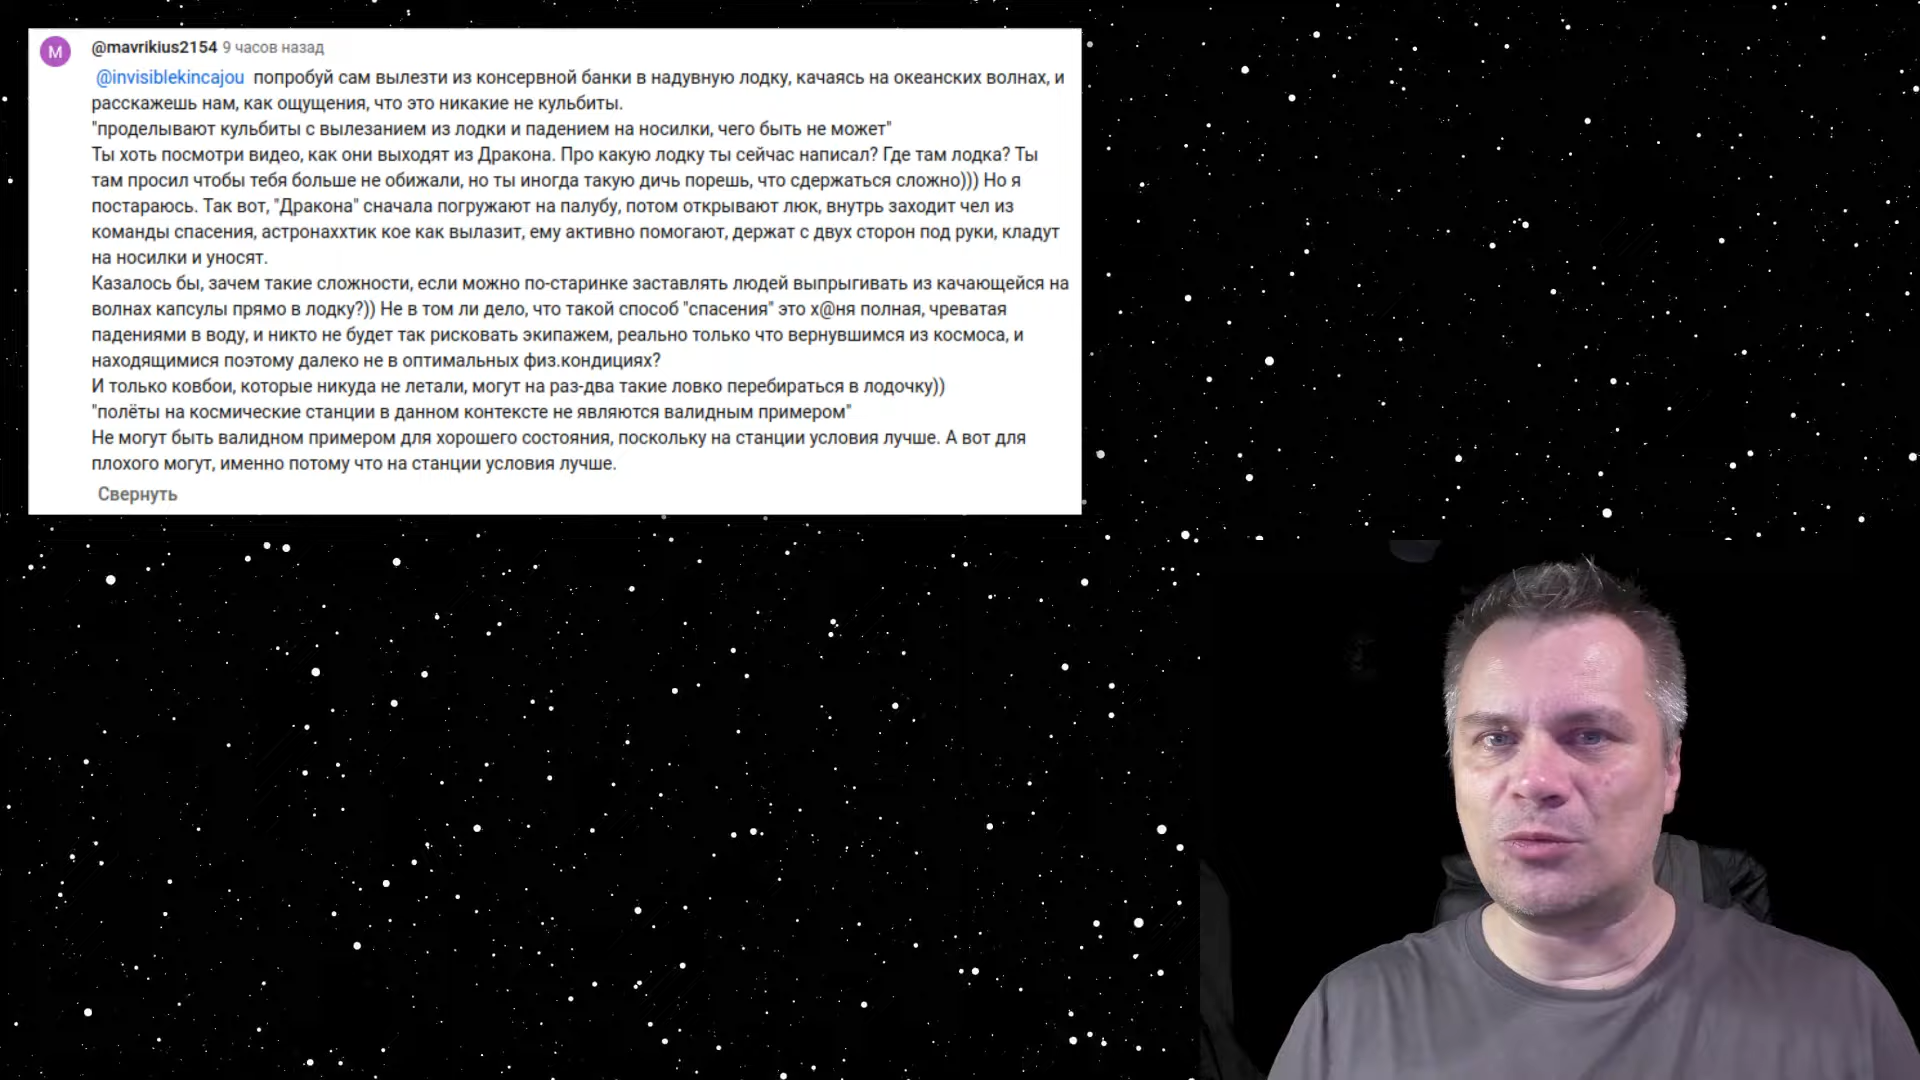 M
@mavrikius2154 9 часов назад
@invisiblekincajou попробуй сам вылезти из консервной банки в надувную лодку, качаясь на океанских волнах, и
расскажешь нам, как ощущения, что это никакие не кульбиты.
"проделывают кульбиты с вылезанием из лодки и падением на носилки, чего быть не может"
Ты хоть посмотри видео, как они выходят из Дракона. Про какую лодку ты сейчас написал? Где там лодка? Ты
там просил чтобы тебя больше не обижали, но ты иногда такую дичь порешь, что сдержаться сложно))) Но я
постараюсь. Так вот, "Дракона" сначала погружают на палубу, потом открывают люк, внутрь заходит чел из
команды спасения, астронаххтик кое как вылазит, ему активно помогают, держат с двух сторон под руки, кладут
на носилки и уносят.
Казалось бы, зачем такие сложности, если можно по-старинке заставлять людей выпрыгивать из качающейся на
волнах капсулы прямо в лодку?)) Не в том ли дело, что такой способ "спасения" это х@ня полная, чреватая
падениями в воду, и никто не будет так рисковать экипажем, реально только что вернувшимся из космоса, и
находящимися поэтому далеко не в оптимальных физ.кондициях?
И только ковбои, которые никуда не летали, могут на раз-два такие ловко перебираться в лодочку))
"полёты на космические станции в данном контексте не являются валидным примером"
Не могут быть валидном примером для хорошего состояния, поскольку на станции условия лучше. А вот для
плохого могут, именно потому что на станции условия лучше.
Свернуть